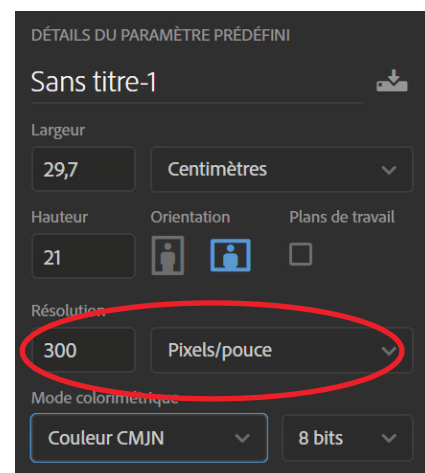 DÉTAILS DU PARAMÈTRE PRÉDÉFINI
Sans titre-1
Largeur
29,7 Centimètres
Hauteur Orientation Plans de travail
21
Résolution
300 Pixels/pouce
Mode colorimétrique
Couleur CMJN 8 bits